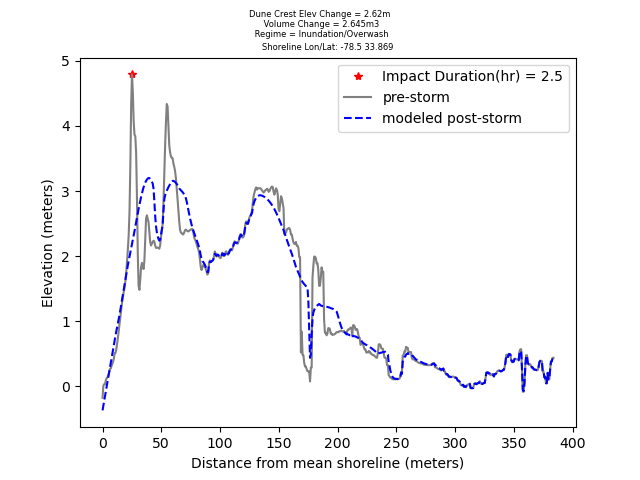 Dune Crest Elev Change = 2.62m
Volume Change = 2.645m3
Regime = Inundation/Overwash
Shoreline Lon/Lat: -78.5 33.869
Impact Duration(hr) = 2.5
pre-storm
modeled post-storm
5
4
3
2
1
0
Elevation (meters)
0 50 100 150 200 250 300 350 400
Distance from mean shoreline (meters)